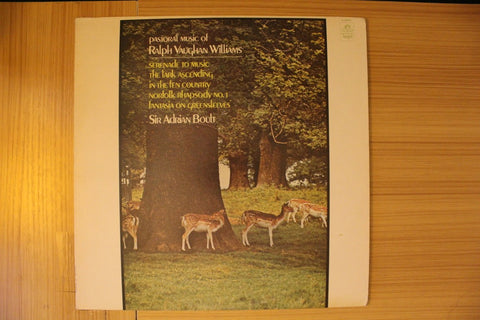 Pastoral Music of
Ralph Vaughan Williams
Serenade to Music
The Lark Ascending
In the Fen Country
Norfolk Rhapsody No. 1
Fantasia on Greensleeves
Sir Adrian Boult